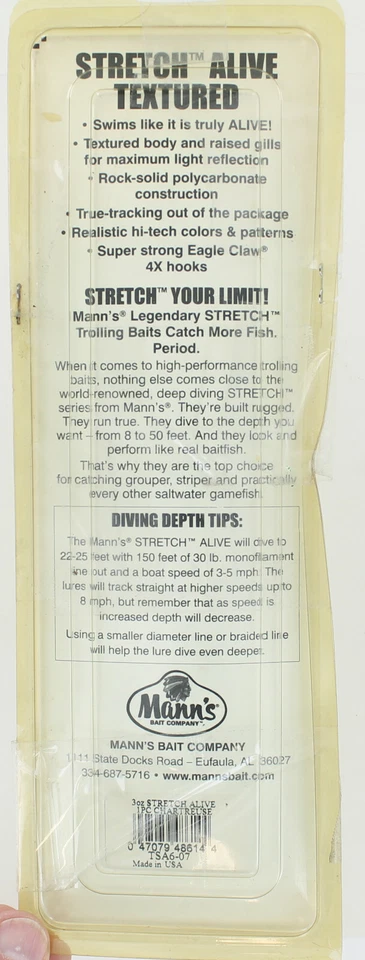 STRETCH™ ALIVE
TEXTURED
• Swims like it is truly ALIVE!
• Textured body and raised gills
for maximum light reflection
• Rock-solid polycarbonate
construction
• True-tracking out of the package
• Realistic hi-tech colors & patterns
• Super strong Eagle Claw®
4X hooks
STRETCH™ YOUR LIMIT!
Mann's® Legendary STRETCH™
Trolling Baits Catch More Fish.
Period.
When it comes to high-performance trolling
baits, nothing else comes close to the
world-renowned, deep diving STRETCH™
series from Mann's®. They're built rugged.
They run true. They dive to the depth you
want – from 8 to 50 feet. And they look and
perform like real baitfish.
That's why they are the top choice
for catching grouper, striper and practically
every other saltwater gamefish.
DIVING DEPTH TIPS:
The Mann's® STRETCH™ ALIVE will dive to
22-25 feet with 150 feet of 30 lb. monofilament
line out and a boat speed of 3-5 mph. The
lures will track straight at higher speeds up to
8 mph, but remember that as speed is
increased depth will decrease.
Using a smaller diameter line or braided line
will help the lure dive even deeper.
Mann's®
BAIT COMPANY™
MANN'S BAIT COMPANY
1111 State Docks Road – Eufaula, AL 36027
334-687-5716 • www.mannsbait.com
3oz STRETCH ALIVE
1PC CHARTREUSE
0 47079 48614 4
TSA6-07
Made in USA